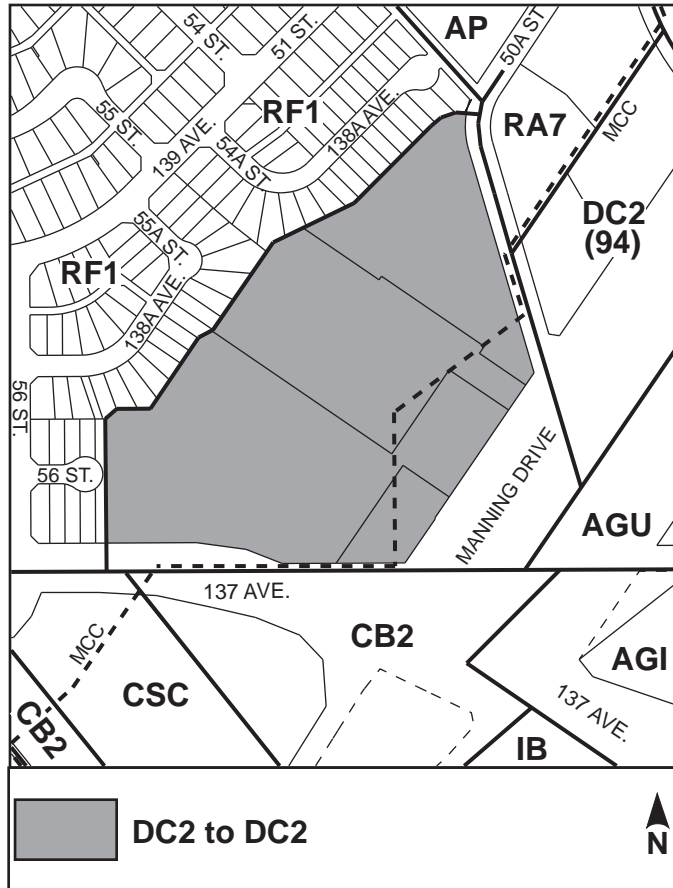 AP
54 ST.
51 ST.
50A ST
RF1
55 ST.
139 AVE.
54A ST
138A AVE.
RA7
MCC
DC2
(94)
55A ST.
RF1
138A AVE.
56 ST.
56 ST.
MANNING DRIVE
AGU
137 AVE.
MCC
CB2
CSC
AGI
CB2
137 AVE.
IB
DC2 to DC2
N